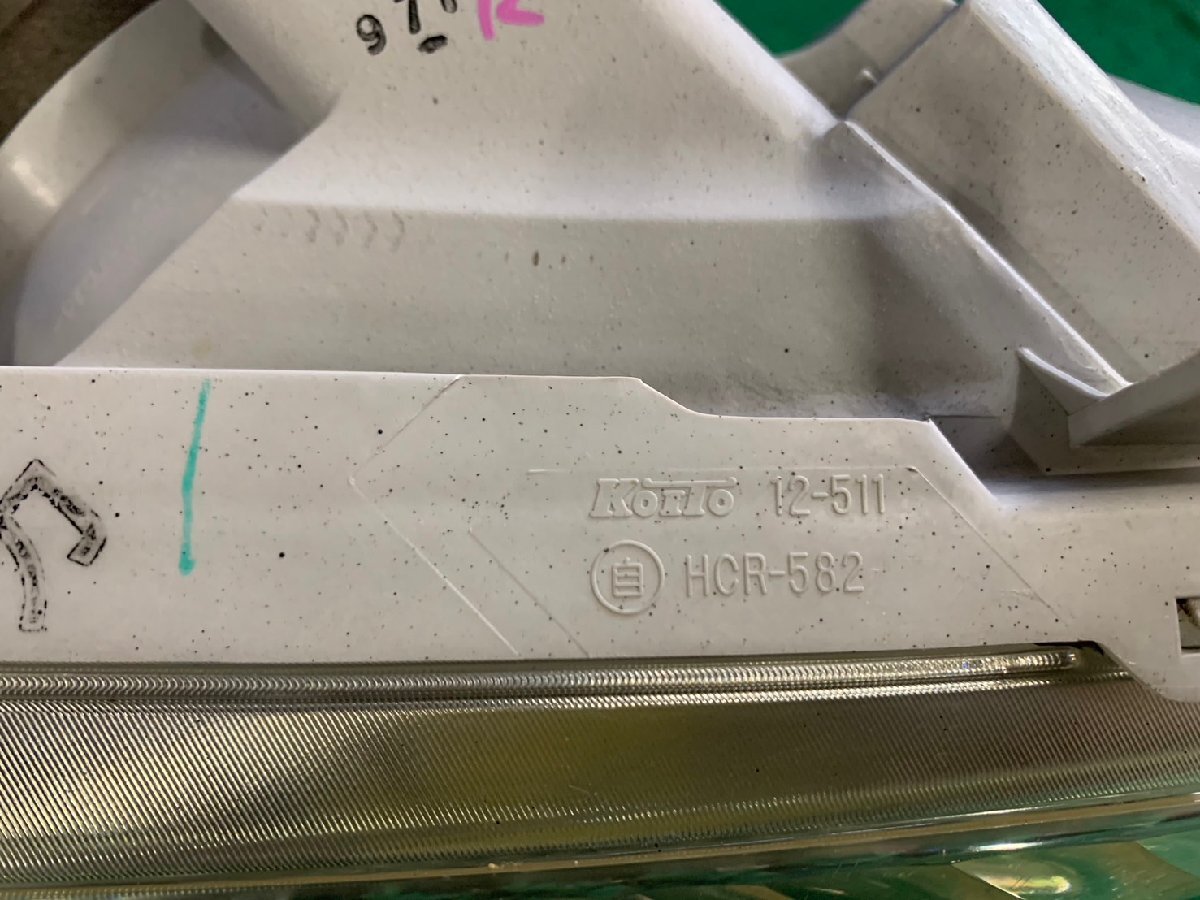 KOITO 12-511
自 HCR-582